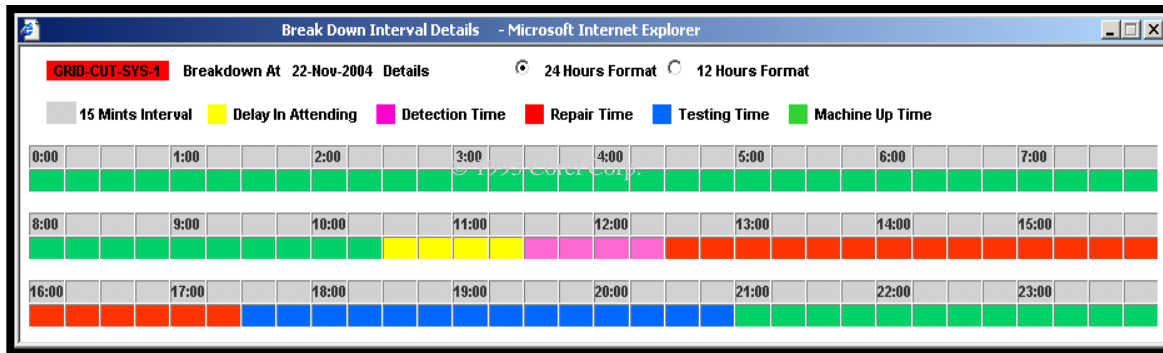 Break Down Interval Details - Microsoft Internet Explorer
GRID-CUT-SYS-1 Breakdown At 22-Nov-2004 Details 24 Hours Format 12 Hours Format
15 Mints Interval Delay In Attending Detection Time Repair Time Testing Time Machine Up Time
0:00 1:00 2:00 3:00 4:00 5:00 6:00 7:00
© 1995 Corel Corp.
8:00 9:00 10:00 11:00 12:00 13:00 14:00 15:00
16:00 17:00 18:00 19:00 20:00 21:00 22:00 23:00